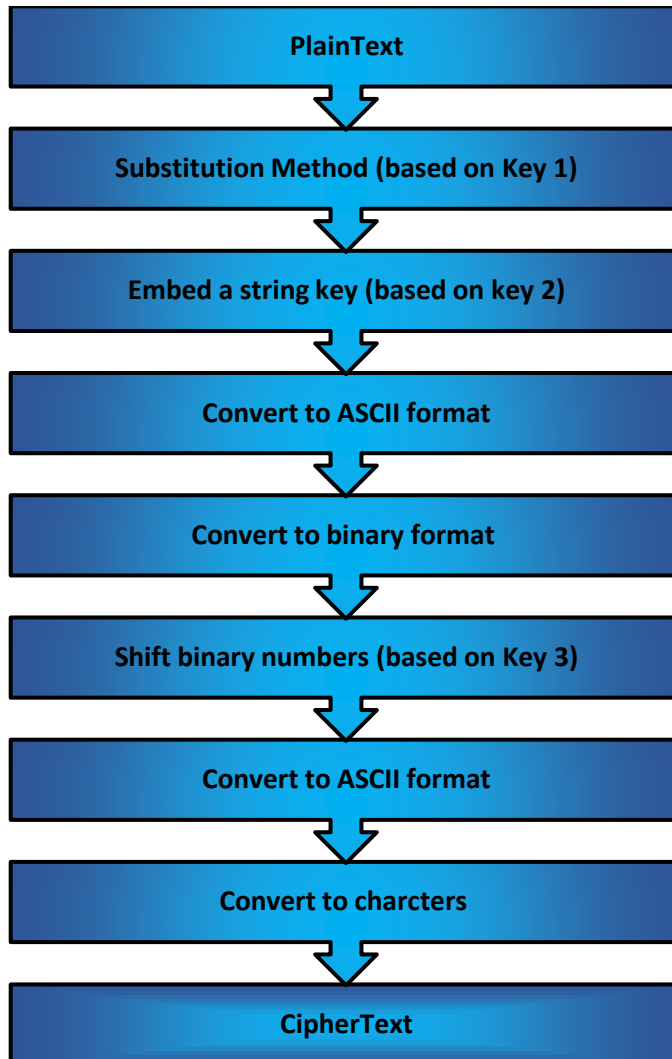 PlainText
Substitution Method (based on Key 1)
Embed a string key (based on key 2)
Convert to ASCII format
Convert to binary format
Shift binary numbers (based on Key 3)
Convert to ASCII format
Convert to charcters
CipherText